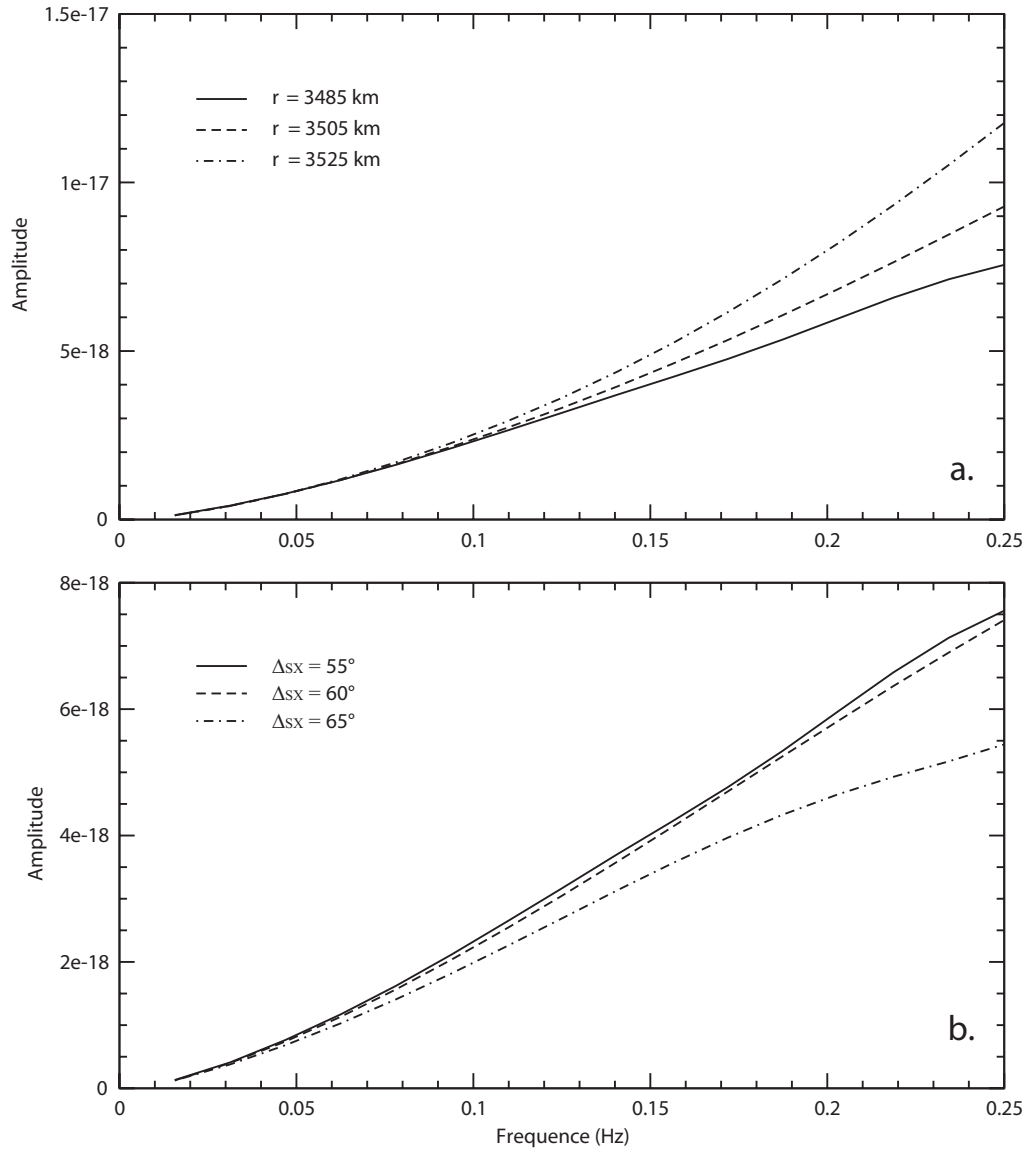 1.5e-17
r = 3485 km
r = 3505 km
r = 3525 km
1e-17
Amplitude
5e-18
a.
0
0 0.05 0.1 0.15 0.2 0.25
8e-18
Δsx = 55°
Δsx = 60°
Δsx = 65°
6e-18
Amplitude
4e-18
2e-18
b.
0
0 0.05 0.1 0.15 0.2 0.25
Frequence (Hz)